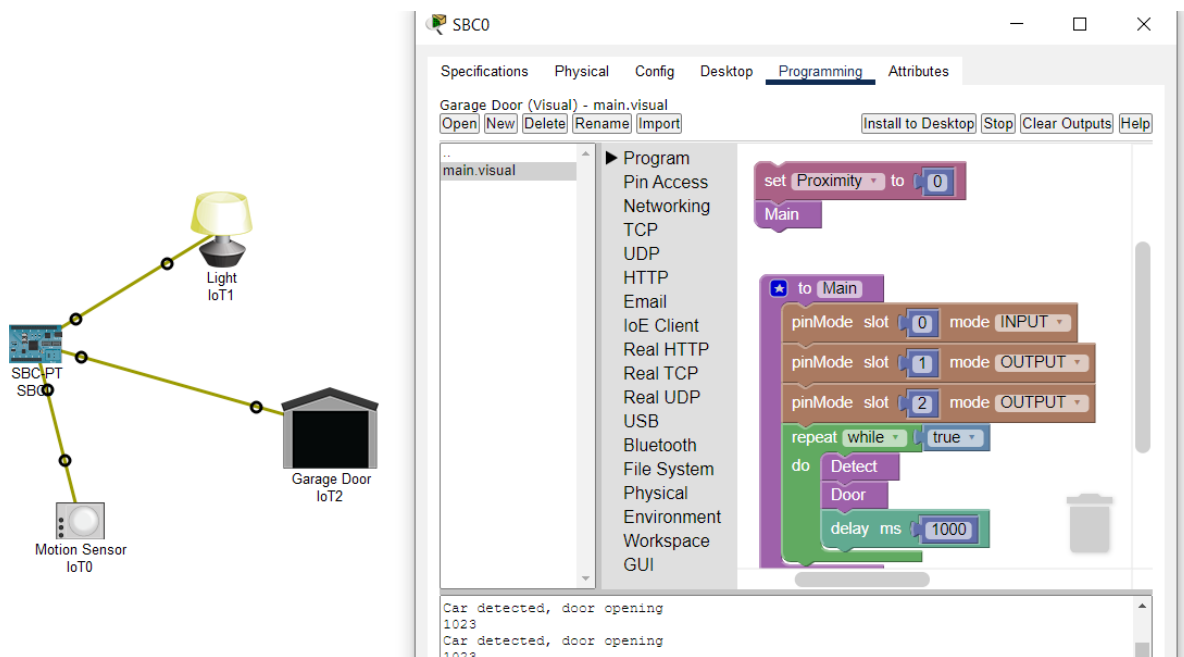 SBC0
Specifications Physical Config Desktop Programming Attributes
Garage Door (Visual) - main.visual
Open New Delete Rename Import Install to Desktop Stop Clear Outputs Help
..
main.visual
Program
Pin Access
Networking
TCP
UDP
HTTP
Email
IoE Client
Real HTTP
Real TCP
Real UDP
USB
Bluetooth
File System
Physical
Environment
Workspace
GUI
set Proximity to 0
Main
to Main
pinMode slot 0 mode INPUT
pinMode slot 1 mode OUTPUT
pinMode slot 2 mode OUTPUT
repeat while true
do Detect
Door
delay ms 1000
Car detected, door opening
1023
Car detected, door opening
1023
Light
IoT1
SBC-PT
SBC0
Garage Door
IoT2
Motion Sensor
IoT0